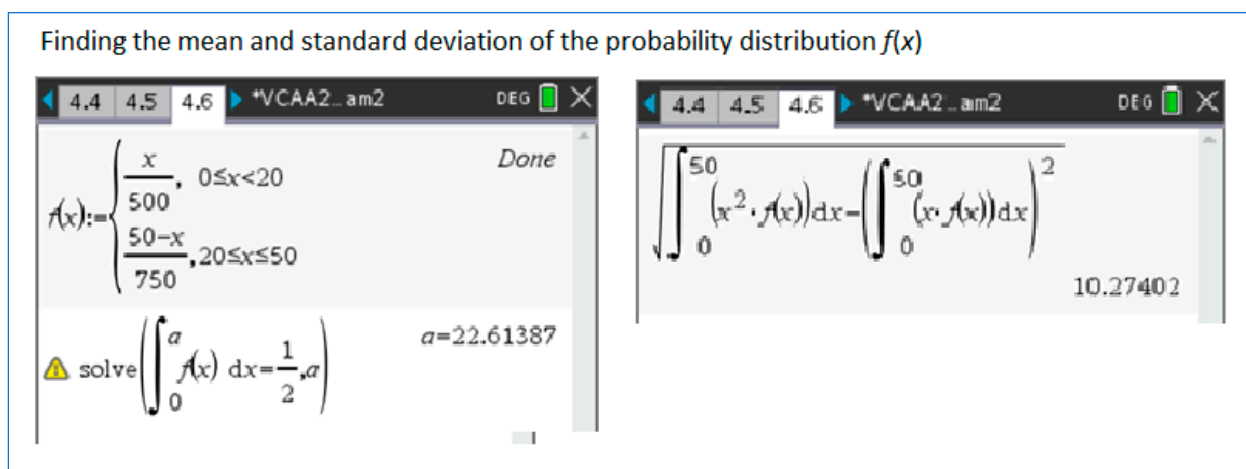 Finding the mean and standard deviation of the probability distribution f(x)
4.4 4.5 4.6 *VCAA2... am2 DEG
f(x):={ x/500, 0≤x<20
50-x/750, 20≤x≤50
Done
solve(∫₀ᵃ f(x) dx=1/2,a) a=22.61387
4.4 4.5 4.6 *VCAA2... am2 DEG
√(∫₀⁵⁰(x²·f(x))dx-(∫₀⁵⁰(x·f(x))dx)²)
10.27402